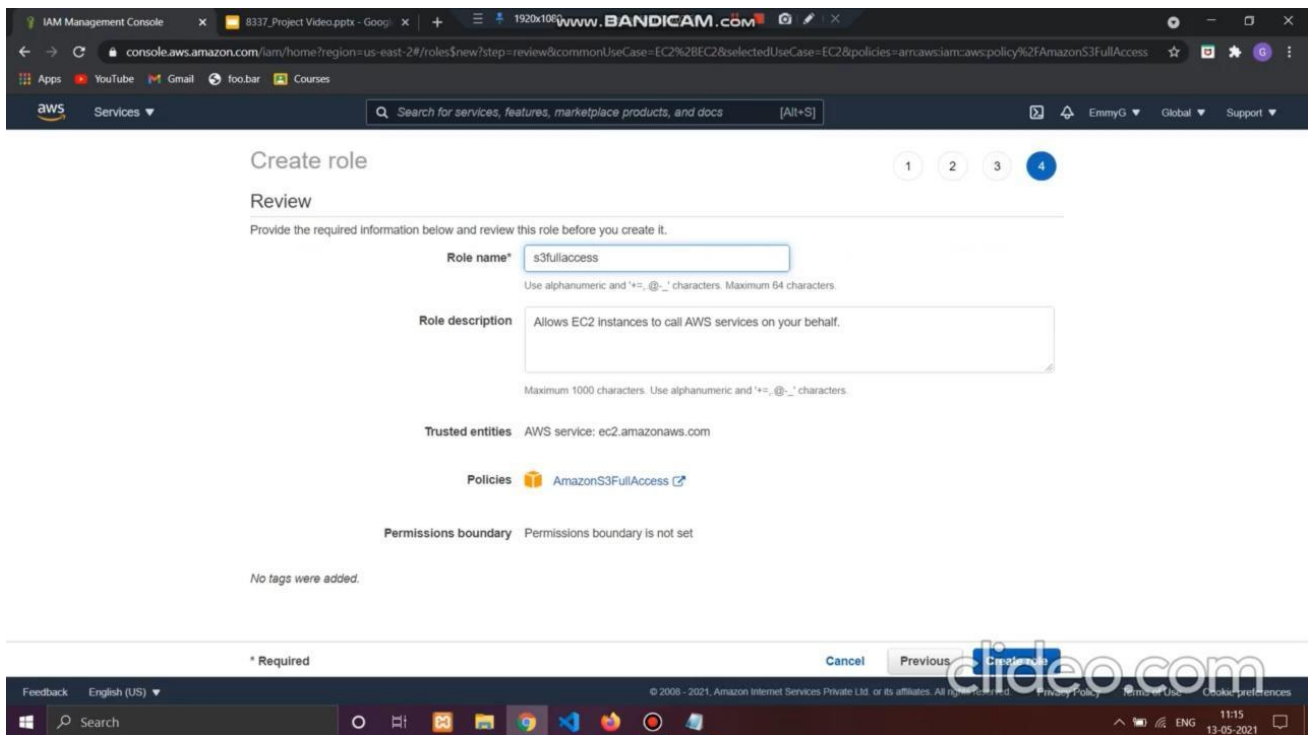 IAM Management Console
8337_Project Video.pptx - Googl
1920x108
www.BANDICAM.com
console.aws.amazon.com/iam/home?region=us-east-2#/roles$new?step=review&commonUseCase=EC2%2BEC2&selectedUseCase=EC2&policies=arn:aws:iam::aws:policy%2FAmazonS3FullAccess
G
Apps YouTube Gmail foo.bar Courses
aws Services Search for services, features, marketplace products, and docs [Alt+S] EmmyG Global Support
Create role 1 2 3 4
Review
Provide the required information below and review this role before you create it.
Role name* s3fullaccess
Use alphanumeric and '+=,.@-_' characters. Maximum 64 characters.
Role description Allows EC2 instances to call AWS services on your behalf.
Maximum 1000 characters. Use alphanumeric and '+=,.@-_' characters.
Trusted entities AWS service: ec2.amazonaws.com
Policies AmazonS3FullAccess
Permissions boundary Permissions boundary is not set
No tags were added.
* Required Cancel Previous Create role
clideo.com
Feedback English (US) © 2008 - 2021, Amazon Internet Services Private Ltd. or its affiliates. All rights reserved. Privacy Policy Terms of Use Cookie preferences
Search ENG 11:15
13-05-2021